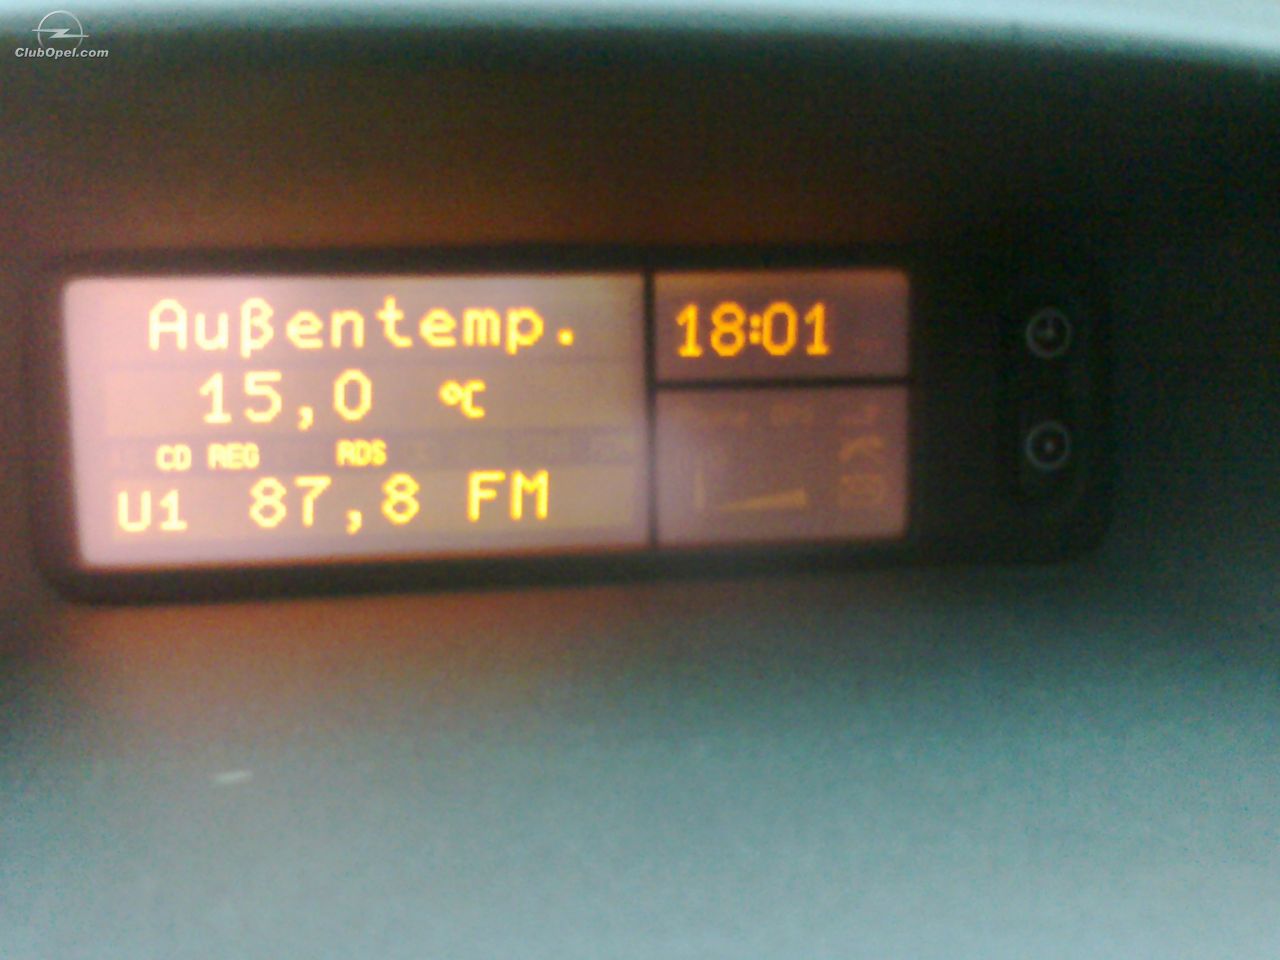 ClubOpel.com
Außentemp.
15,0 °C
CD REG RDS
U1 87,8 FM
18:01